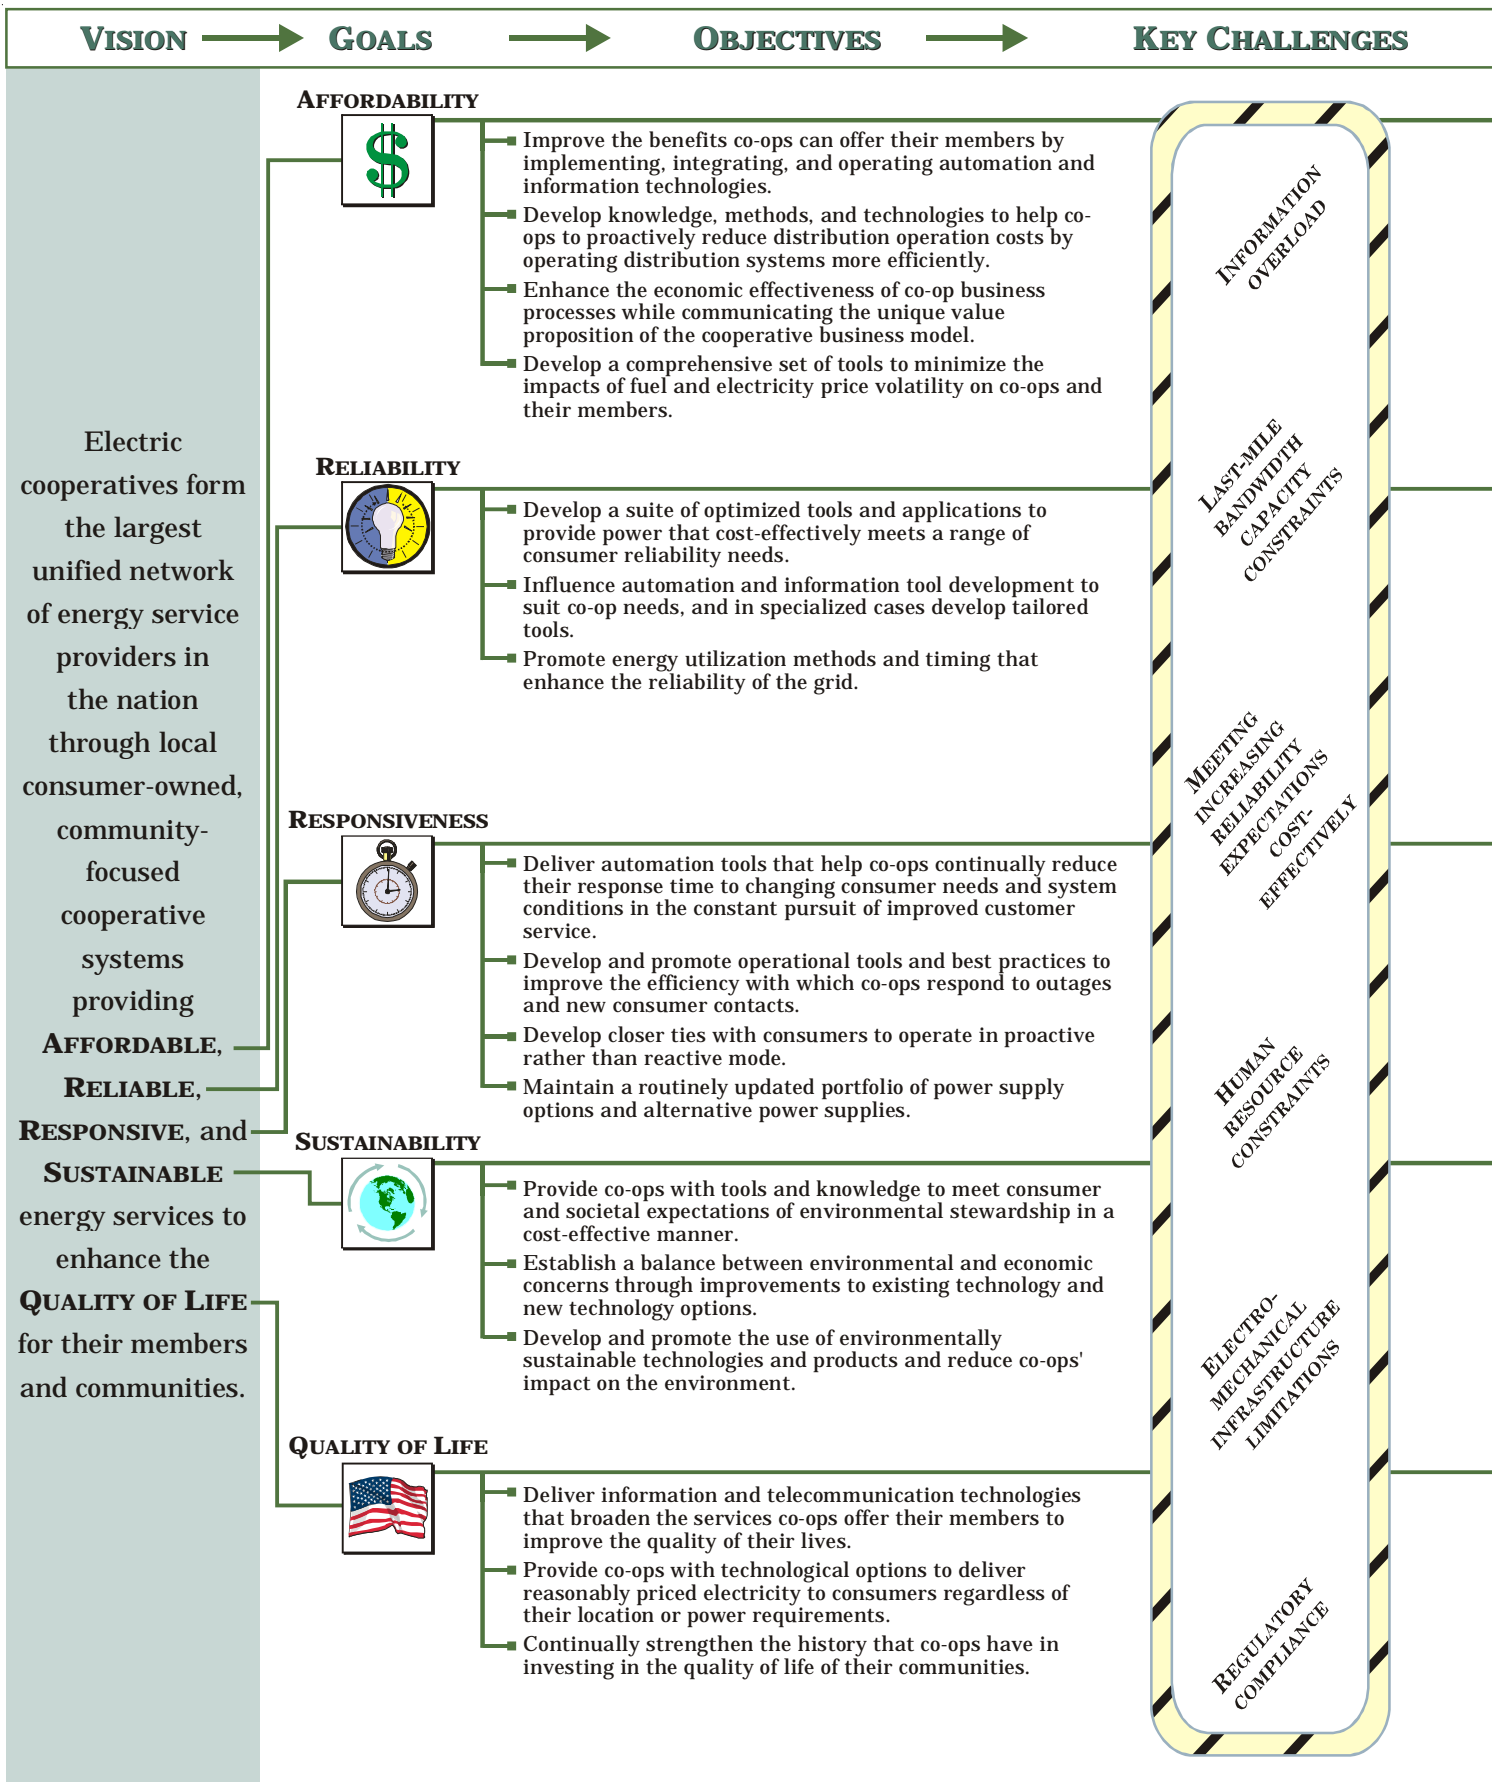 VISION GOALS OBJECTIVES KEY CHALLENGES
Electric
cooperatives form
the largest
unified network
of energy service
providers in
the nation
through local
consumer-owned,
community-
focused
cooperative
systems
providing
AFFORDABLE,
RELIABLE,
RESPONSIVE, and
SUSTAINABLE
energy services to
enhance the
QUALITY OF LIFE
for their members
and communities.
AFFORDABILITY
Improve the benefits co-ops can offer their members by
implementing, integrating, and operating automation and
information technologies.
Develop knowledge, methods, and technologies to help co-
ops to proactively reduce distribution operation costs by
operating distribution systems more efficiently.
Enhance the economic effectiveness of co-op business
processes while communicating the unique value
proposition of the cooperative business model.
Develop a comprehensive set of tools to minimize the
impacts of fuel and electricity price volatility on co-ops and
their members.
RELIABILITY
Develop a suite of optimized tools and applications to
provide power that cost-effectively meets a range of
consumer reliability needs.
Influence automation and information tool development to
suit co-op needs, and in specialized cases develop tailored
tools.
Promote energy utilization methods and timing that
enhance the reliability of the grid.
RESPONSIVENESS
Deliver automation tools that help co-ops continually reduce
their response time to changing consumer needs and system
conditions in the constant pursuit of improved customer
service.
Develop and promote operational tools and best practices to
improve the efficiency with which co-ops respond to outages
and new consumer contacts.
Develop closer ties with consumers to operate in proactive
rather than reactive mode.
Maintain a routinely updated portfolio of power supply
options and alternative power supplies.
SUSTAINABILITY
Provide co-ops with tools and knowledge to meet consumer
and societal expectations of environmental stewardship in a
cost-effective manner.
Establish a balance between environmental and economic
concerns through improvements to existing technology and
new technology options.
Develop and promote the use of environmentally
sustainable technologies and products and reduce co-ops'
impact on the environment.
QUALITY OF LIFE
Deliver information and telecommunication technologies
that broaden the services co-ops offer their members to
improve the quality of their lives.
Provide co-ops with technological options to deliver
reasonably priced electricity to consumers regardless of
their location or power requirements.
Continually strengthen the history that co-ops have in
investing in the quality of life of their communities.
INFORMATION
OVERLOAD
LAST-MILE
BANDWIDTH
CAPACITY
CONSTRAINTS
MEETING
INCREASING
RELIABILITY
EXPECTATIONS
COST-
EFFECTIVELY
HUMAN
RESOURCE
CONSTRAINTS
ELECTRO-
MECHANICAL
INFRASTRUCTURE
LIMITATIONS
REGULATORY
COMPLIANCE